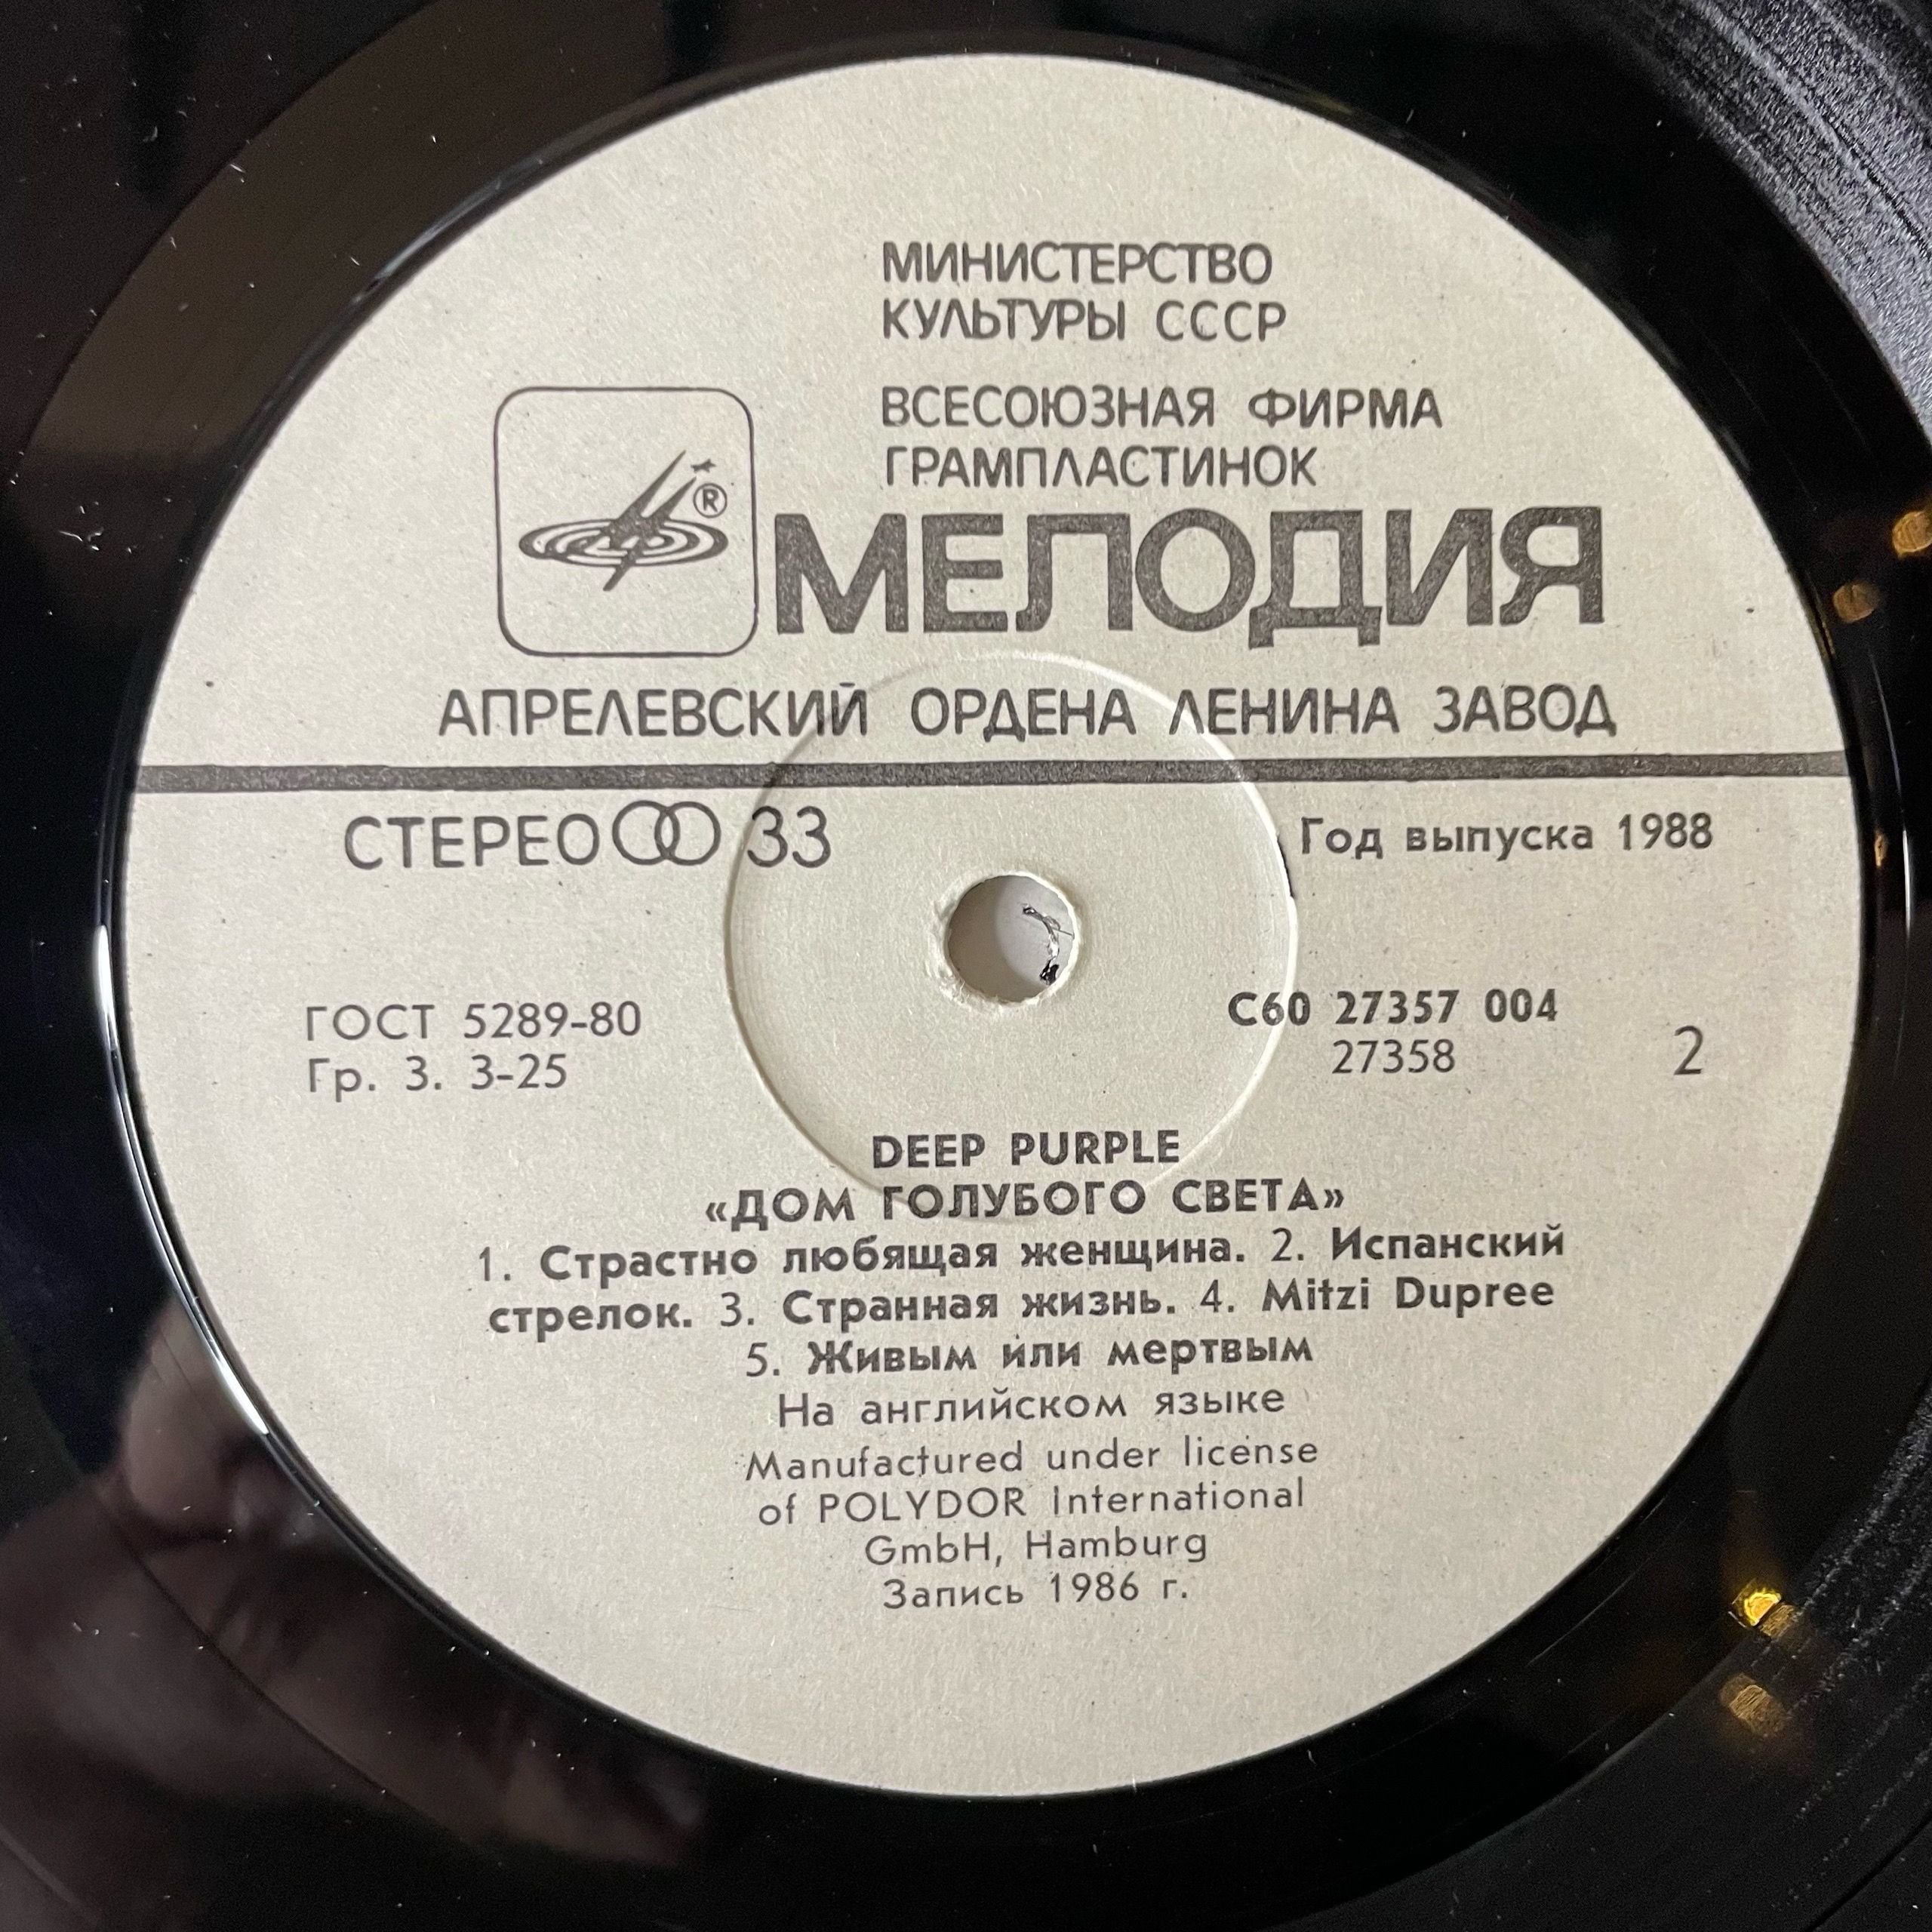 МИНИСТЕРСТВО
КУЛЬТУРЫ СССР
ВСЕСОЮЗНАЯ ФИРМА
ГРАМПЛАСТИНОК
®
МЕЛОДИЯ
АПРЕЛЕВСКИЙ ОРДЕНА ЛЕНИНА ЗАВОД
СТЕРЕО 33
Год выпуска 1988
ГОСТ 5289-80
Гр. 3. 3-25
С60 27357 004
27358
2
DEEP PURPLE
«ДОМ ГОЛУБОГО СВЕТА»
1. Страстно любящая женщина. 2. Испанский
стрелок. 3. Странная жизнь. 4. Mitzi Dupree
5. Живым или мертвым
На английском языке
Manufactured under license
of POLYDOR International
GmbH, Hamburg
Запись 1986 г.